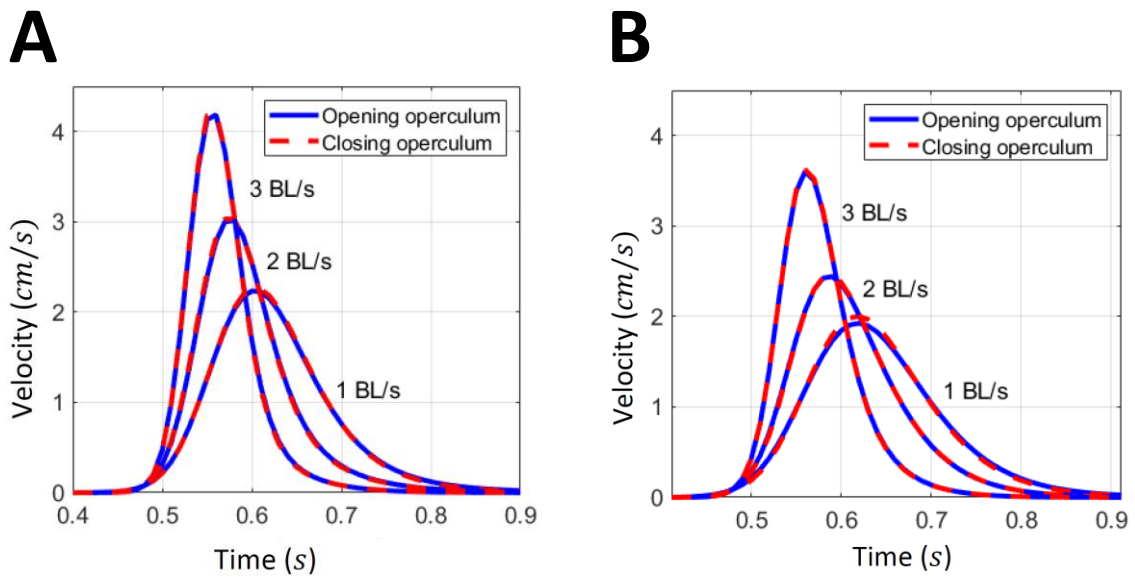 A
Velocity (cm/s)
4
3
2
1
0
Opening operculum
Closing operculum
3 BL/s
2 BL/s
1 BL/s
0.4 0.5 0.6 0.7 0.8 0.9
Time (s)
B
Velocity (cm/s)
4
3
2
1
0
Opening operculum
Closing operculum
3 BL/s
2 BL/s
1 BL/s
0.5 0.6 0.7 0.8 0.9
Time (s)